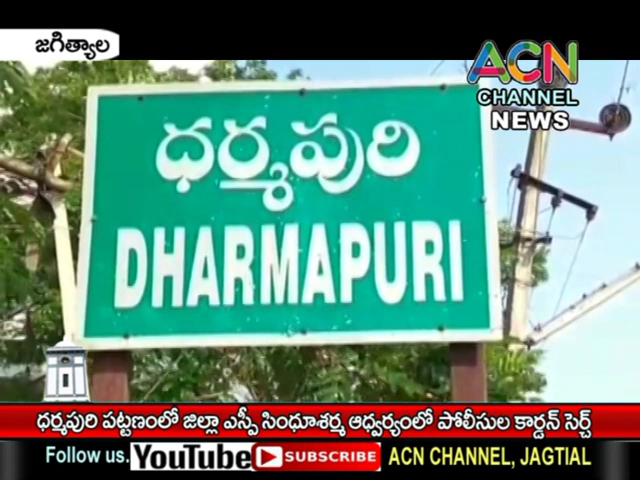 జగిత్యాల
ACN
CHANNEL
NEWS
ధర్మపురి
DHARMAPURI
ధర్మపురి పట్టణంలో జిల్లా ఎస్పీ సింధూశర్మ ఆధ్వర్యంలో పోలీసుల కార్డన్ సెర్చ్
Follow us. YouTube SUBSCRIBE ACN CHANNEL, JAGTIAL